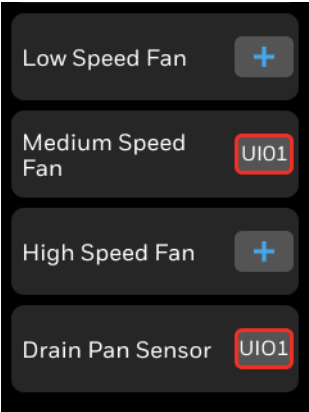 Low Speed Fan +
Medium Speed
Fan
UIO1
High Speed Fan +
Drain Pan Sensor UIO1